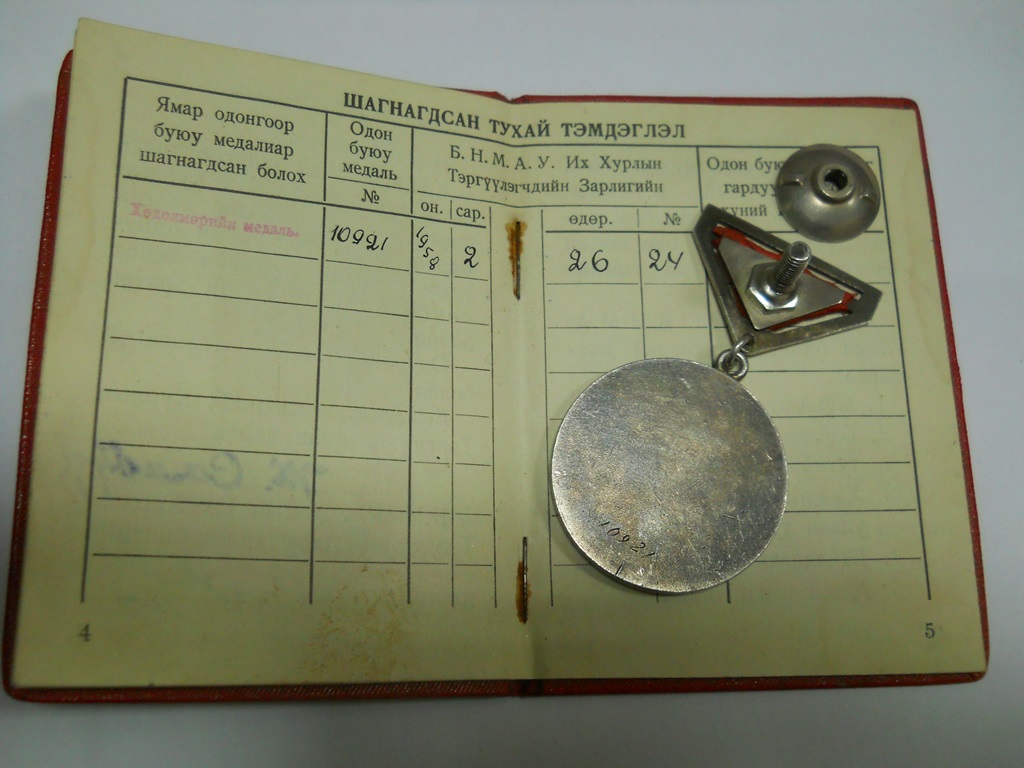 ШАГНАГДСАН ТУХАЙ ТЭМДЭГЛЭЛ
Ямар одонгоор
буюу медалиар
шагнагдсан болох
Одон
буюу
медаль
№
Б. Н. М. А. У. Их Хурлын
Тэргүүлэгчдийн Зарлигийн
он. сар.
өдөр. №
Одон
Хөдөлмөрийн медаль.
10921
1958
2
26
24
10921
4
5